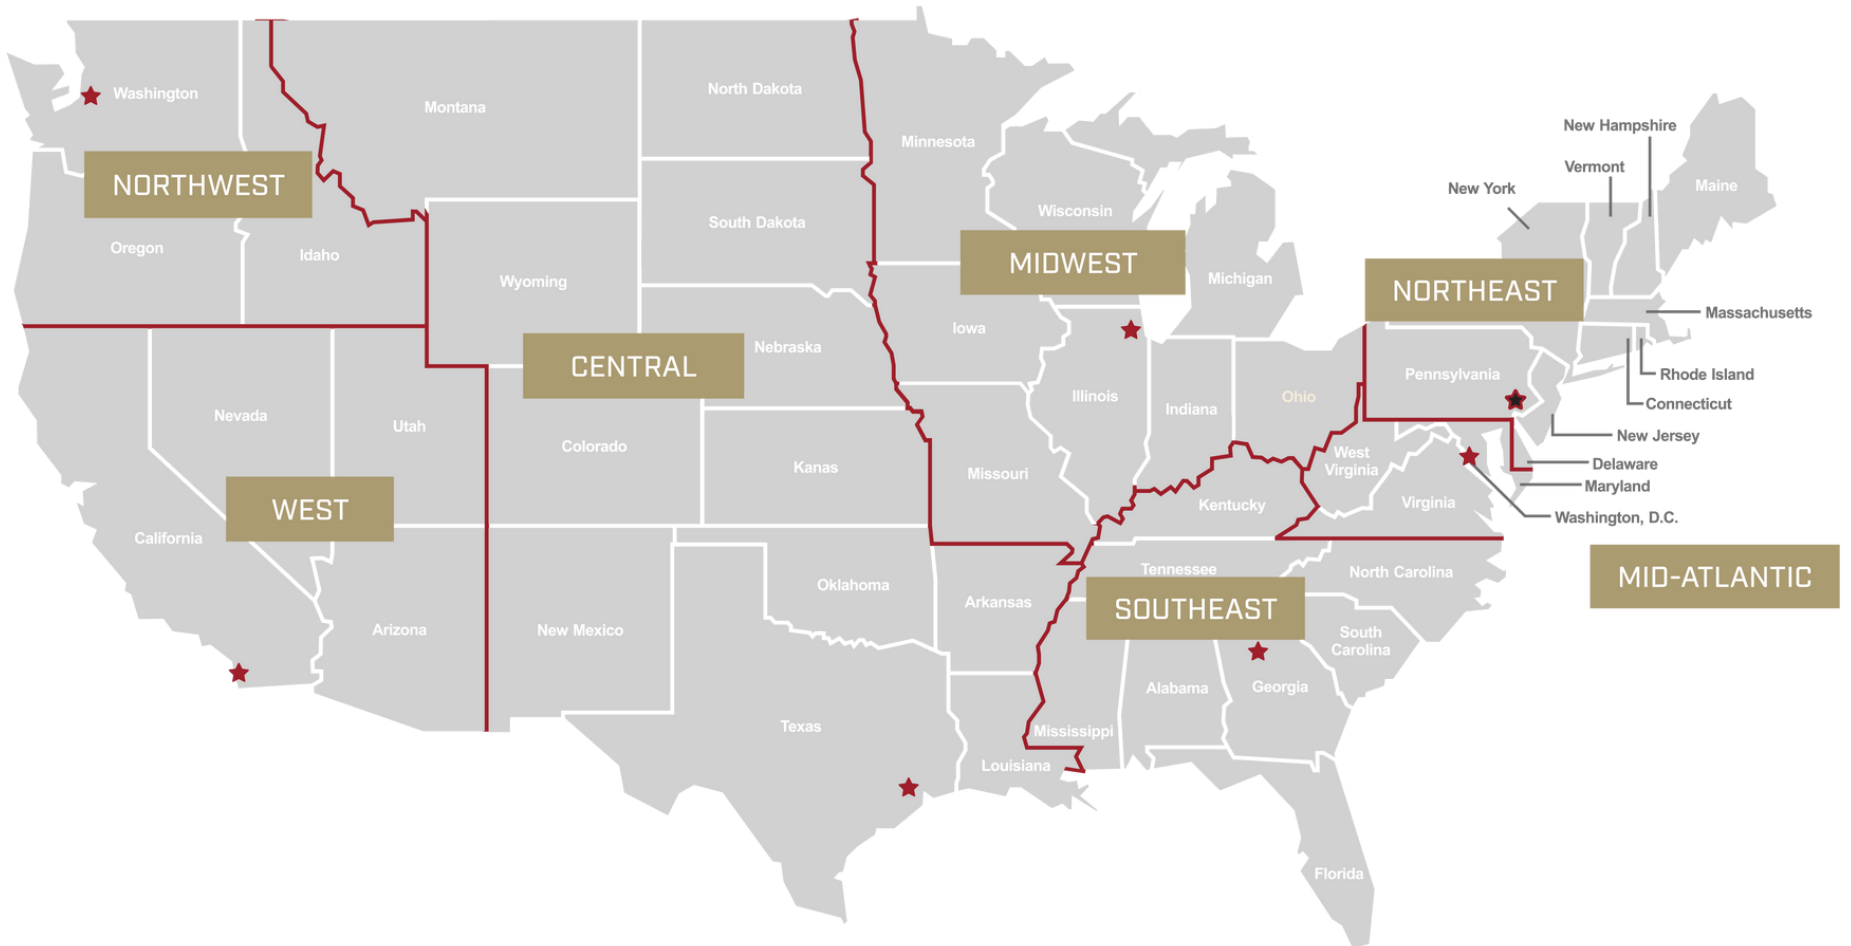 Washington
Montana
North Dakota
Minnesota
New Hampshire
Vermont
New York
Maine
NORTHWEST
Oregon
Idaho
Wyoming
South Dakota
Wisconsin
MIDWEST
Michigan
NORTHEAST
Massachusetts
Iowa
Nebraska
CENTRAL
Pennsylvania
Rhode Island
Connecticut
New Jersey
Delaware
Maryland
Washington, D.C.
Nevada
Utah
Colorado
Kanas
Missouri
Illinois
Indiana
Ohio
West
Virginia
Virginia
Kentucky
WEST
California
Arizona
New Mexico
Oklahoma
Arkansas
Tennessee
North Carolina
MID-ATLANTIC
SOUTHEAST
South
Carolina
Texas
Louisiana
Mississippi
Alabama
Georgia
Florida